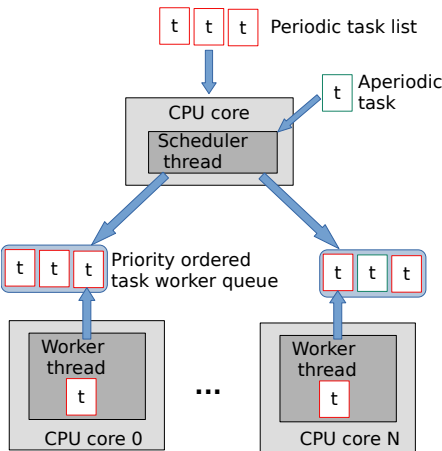 t t t Periodic task list
t Aperiodic
task
CPU core
Scheduler
thread
t t t Priority ordered
task worker queue
t t t
Worker
thread
t
CPU core 0
...
Worker
thread
t
CPU core N